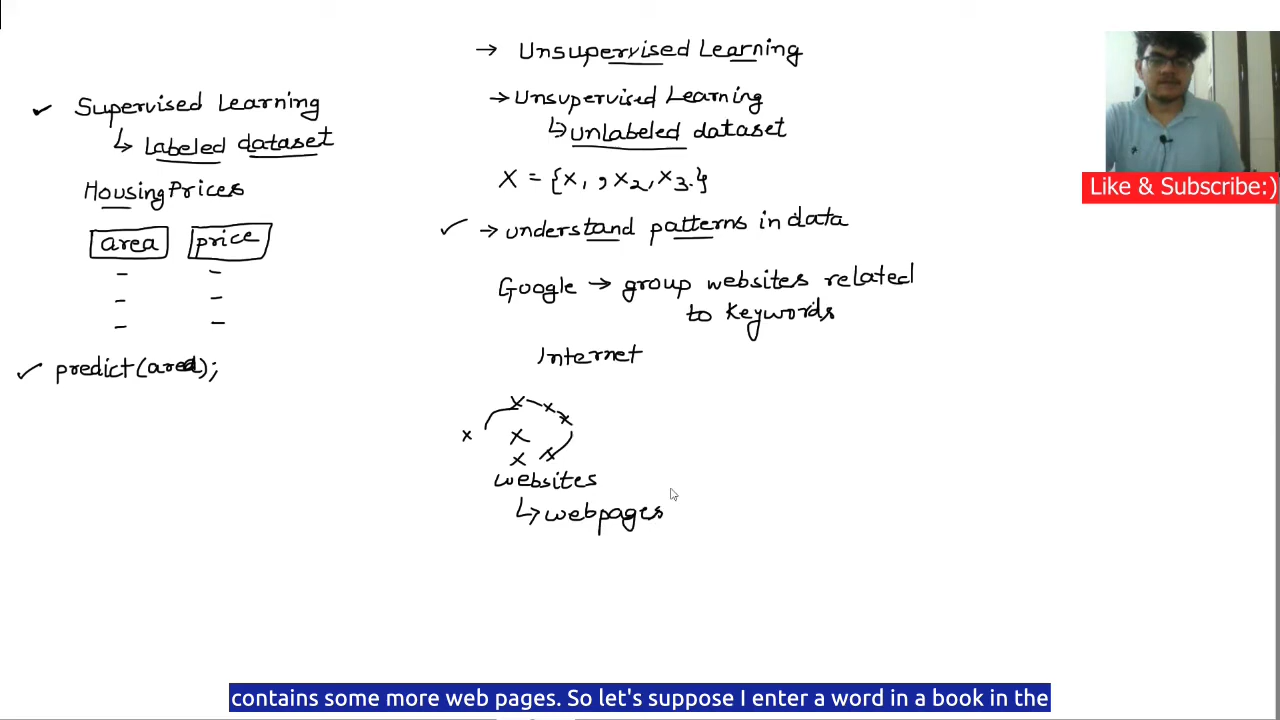 → Unsupervised Learning
✓ Supervised Learning
↳ Labeled dataset
Housing Prices
area price
- -
- -
- -
✓ predict(area);
→ Unsupervised Learning
↳ unlabeled dataset
X = {x₁, x₂, x₃.}
✓ → understand patterns in data
Google → group websites related
to keywords
Internet
x x x
x x
x x
websites
↳ webpages
Like & Subscribe:)
contains some more web pages. So let's suppose I enter a word in a book in the